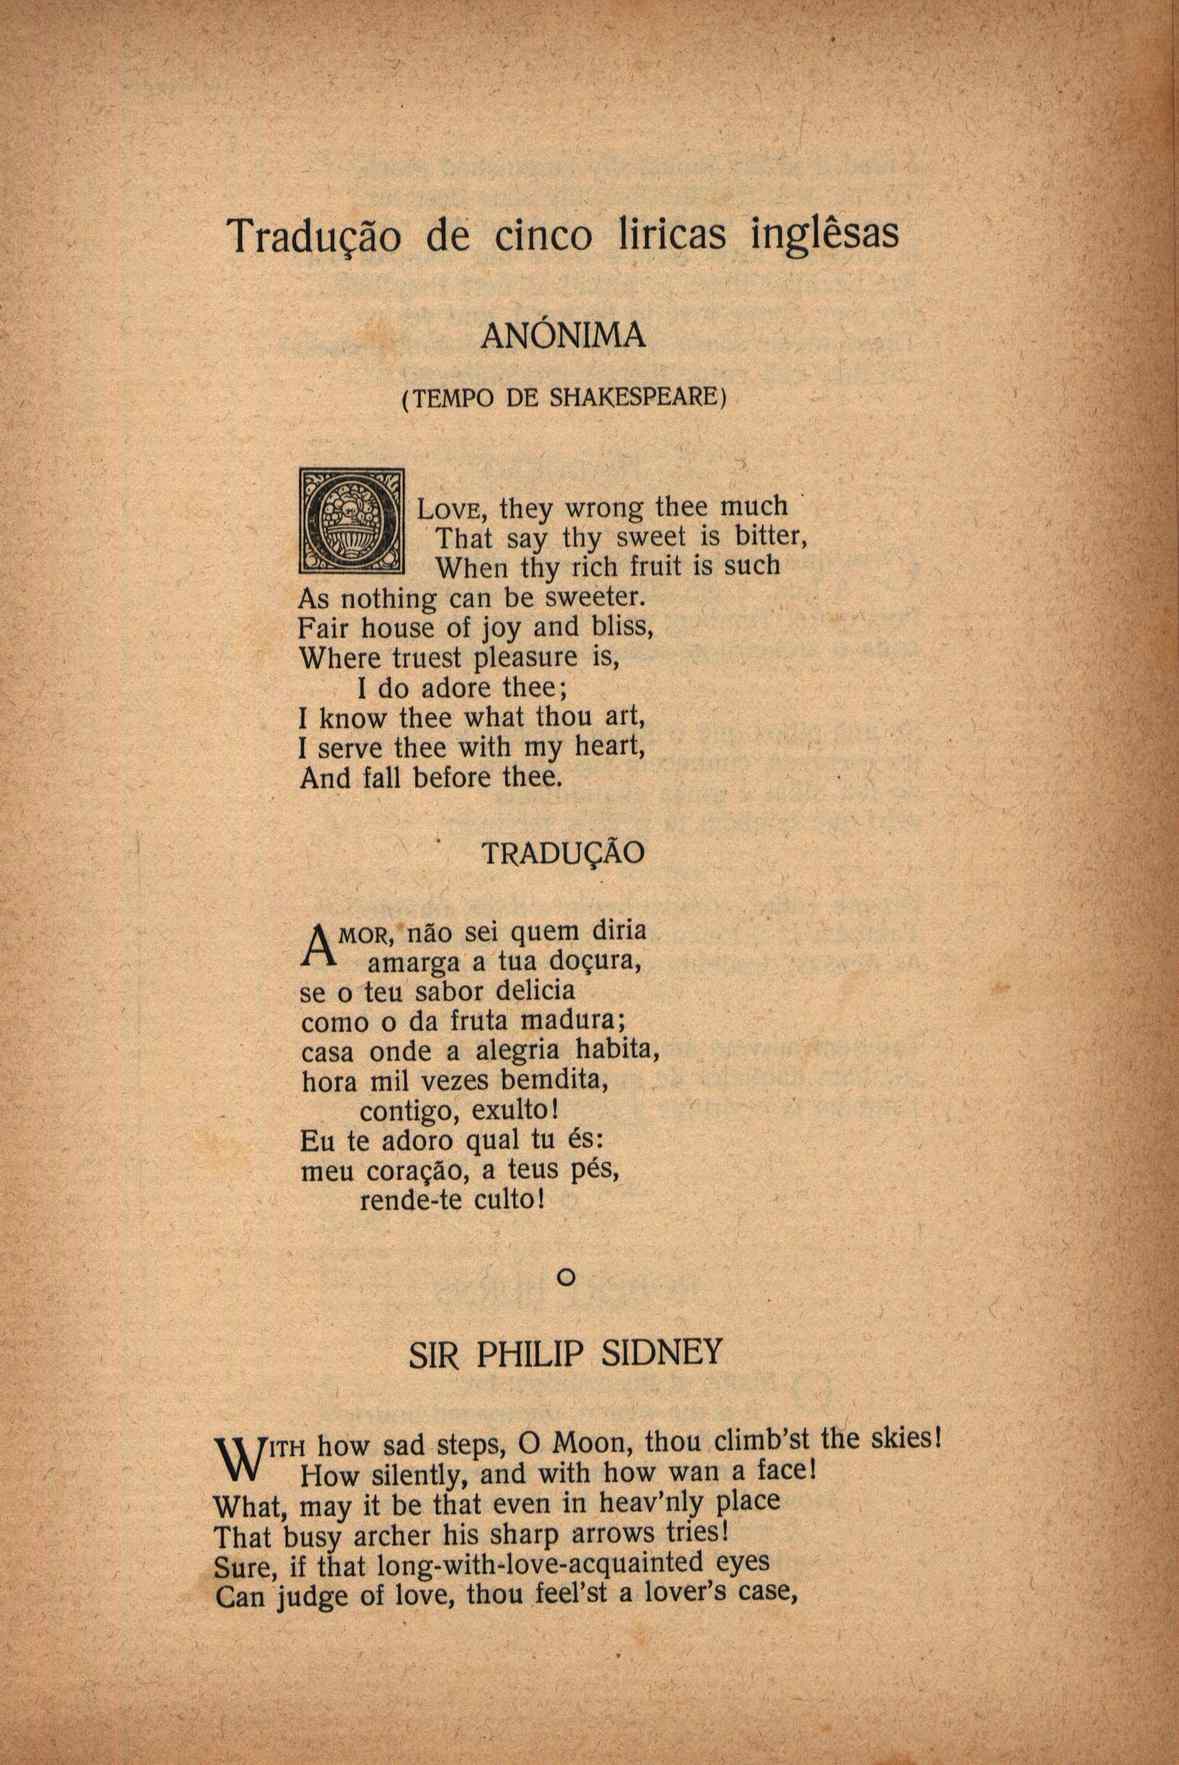 Tradução de cinco liricas inglêsas
ANÓNIMA
(TEMPO DE SHAKESPEARE)
O LOVE, they wrong thee much
That say thy sweet is bitter,
When thy rich fruit is such
As nothing can be sweeter.
Fair house of joy and bliss,
Where truest pleasure is,
I do adore thee;
I know thee what thou art,
I serve thee with my heart,
And fall before thee.
TRADUÇÃO
AMOR, não sei quem diria
amarga a tua doçura,
se o teu sabor delicia
como o da fruta madura;
casa onde a alegria habita,
hora mil vezes bemdita,
contigo, exulto!
Eu te adoro qual tu és:
meu coração, a teus pés,
rende-te culto!
O
SIR PHILIP SIDNEY
WITH how sad steps, O Moon, thou climb'st the skies!
How silently, and with how wan a face!
What, may it be that even in heav'nly place
That busy archer his sharp arrows tries!
Sure, if that long-with-love-acquainted eyes
Can judge of love, thou feel'st a lover's case,